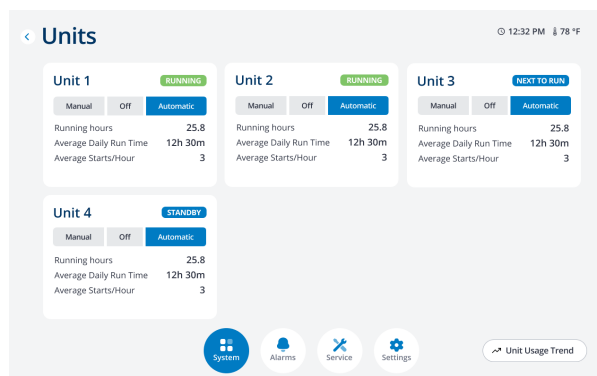 Units
12:32 PM 78 °F
Unit 1 RUNNING
Manual Off Automatic
Running hours 25.8
Average Daily Run Time 12h 30m
Average Starts/Hour 3
Unit 2 RUNNING
Manual Off Automatic
Running hours 25.8
Average Daily Run Time 12h 30m
Average Starts/Hour 3
Unit 3 NEXT TO RUN
Manual Off Automatic
Running hours 25.8
Average Daily Run Time 12h 30m
Average Starts/Hour 3
Unit 4 STANDBY
Manual Off Automatic
Running hours 25.8
Average Daily Run Time 12h 30m
Average Starts/Hour 3
System Alarms Service Settings
Unit Usage Trend